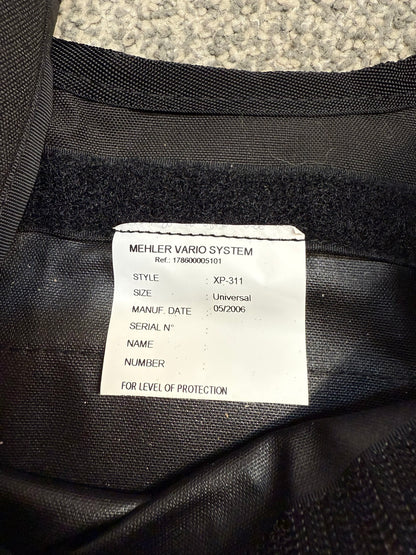 MEHLER VARIO SYSTEM
Ref.: 178600005101
STYLE : XP-311
SIZE : Universal
MANUF. DATE : 05/2006
SERIAL N° :
NAME :
NUMBER :
FOR LEVEL OF PROTECTION